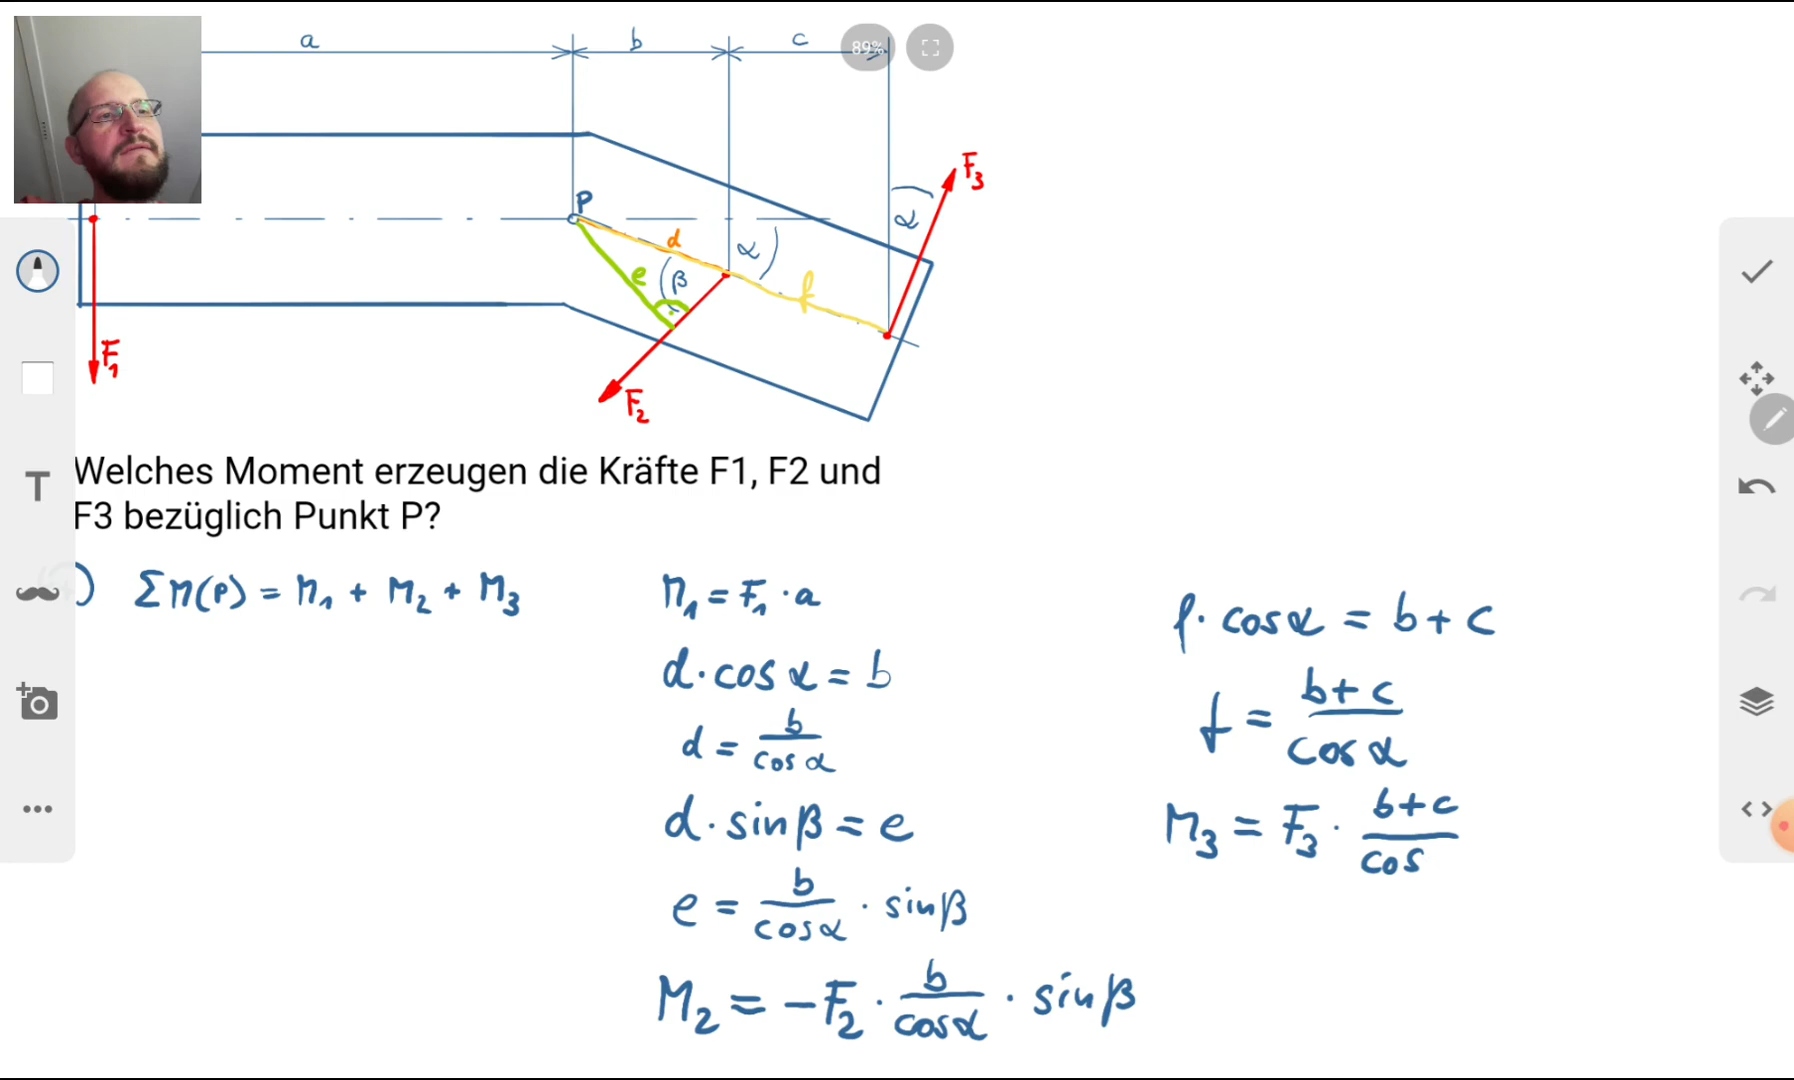 a b c
89%
F₃
P
α
d
α
e
β
f
F₁
F₂
T
Welches Moment erzeugen die Kräfte F1, F2 und
F3 bezüglich Punkt P?
) ΣM(P) = M₁ + M₂ + M₃
M₁ = F₁ · a
d · cos α = b
d = b / cos α
d · sin β = e
e = b / cos α · sin β
M₂ = -F₂ · b / cos α · sin β
f · cos α = b + c
f = b + c / cos α
M₃ = F₃ · b + c / cos